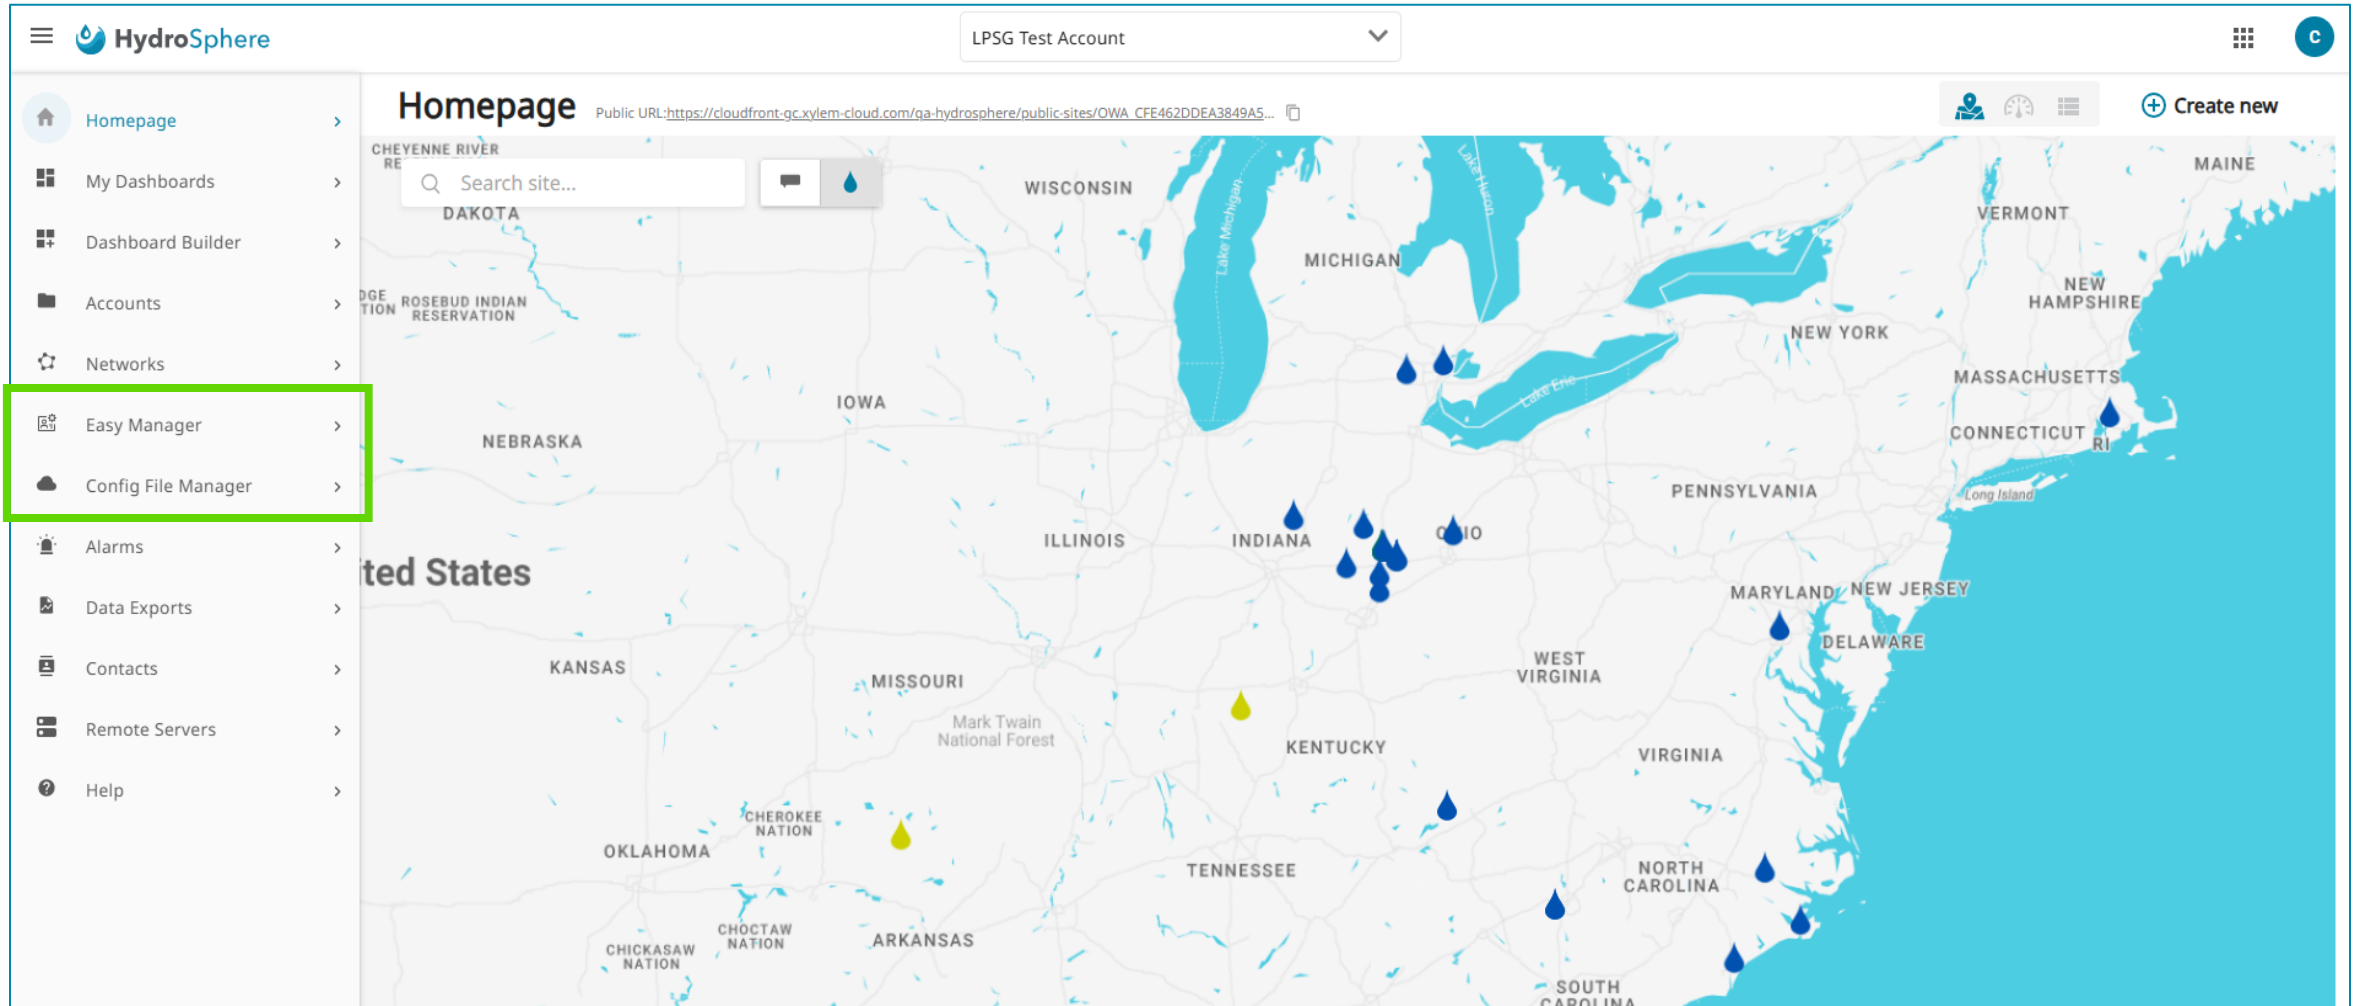 HydroSphere
LPSG Test Account
C
Homepage
My Dashboards
Dashboard Builder
Accounts
Networks
Easy Manager
Config File Manager
Alarms
Data Exports
Contacts
Remote Servers
Help
Homepage
Public URL:https://cloudfront-gc.xylem-cloud.com/qa-hydrosphere/public-sites/OWA_CFE462DDEA3849A5...
Create new
Search site...
CHEYENNE RIVER
RE
DAKOTA
WISCONSIN
Lake Michigan
MICHIGAN
Lake Huron
MAINE
VERMONT
NEW
HAMPSHIRE
NEW YORK
MASSACHUSETTS
CONNECTICUT
RI
Long Island
DGE
TION
ROSEBUD INDIAN
RESERVATION
IOWA
NEBRASKA
Lake Erie
PENNSYLVANIA
ILLINOIS
INDIANA
OHIO
ited States
MARYLAND
NEW JERSEY
DELAWARE
KANSAS
MISSOURI
WEST
VIRGINIA
Mark Twain
National Forest
KENTUCKY
VIRGINIA
CHEROKEE
NATION
OKLAHOMA
TENNESSEE
NORTH
CAROLINA
CHOCTAW
NATION
CHICKASAW
NATION
ARKANSAS
SOUTH
CAROLINA